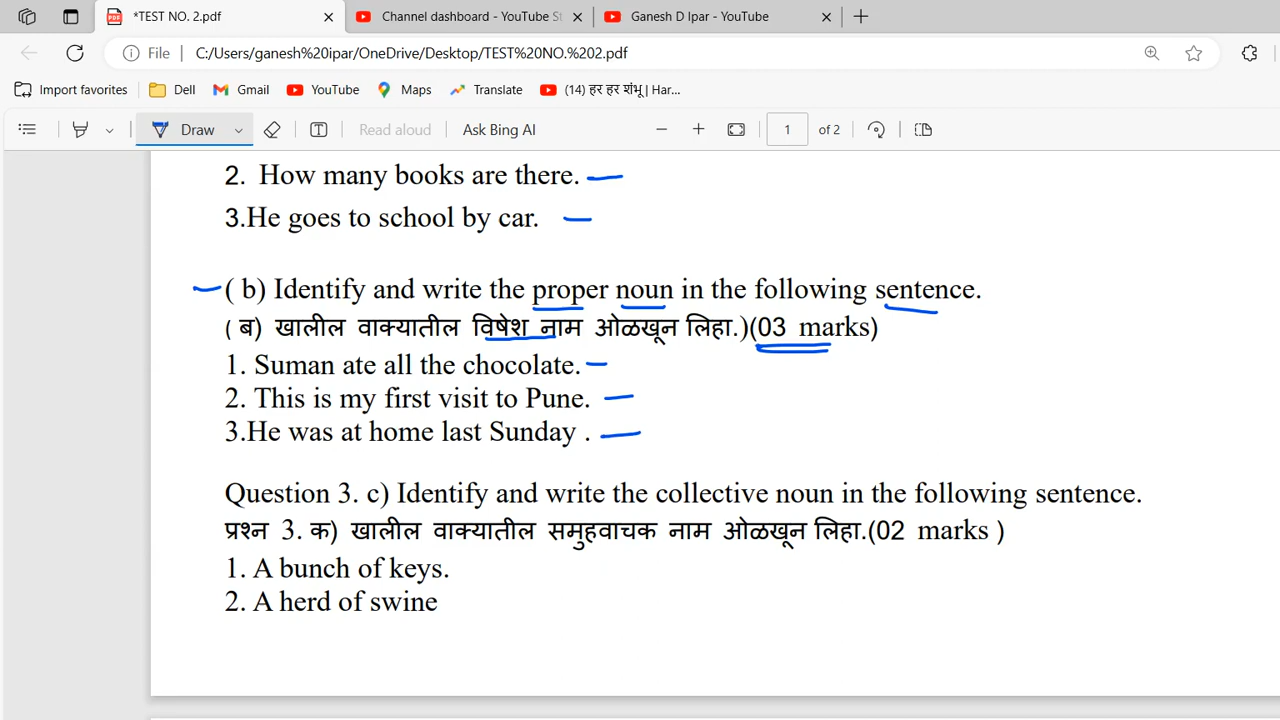 *TEST NO. 2.pdf
Channel dashboard - YouTube St
Ganesh D Ipar - YouTube
File C:/Users/ganesh%20ipar/OneDrive/Desktop/TEST%20NO.%202.pdf
Import favorites Dell Gmail YouTube Maps Translate (14) हर हर शंभू | Har...
Draw Read aloud Ask Bing AI 1 of 2
2. How many books are there.
3.He goes to school by car.
( b) Identify and write the proper noun in the following sentence.
( ब) खालील वाक्यातील विषेश नाम ओळखून लिहा.)(03 marks)
1. Suman ate all the chocolate.
2. This is my first visit to Pune.
3.He was at home last Sunday .
Question 3. c) Identify and write the collective noun in the following sentence.
प्रश्न 3. क) खालील वाक्यातील समुहवाचक नाम ओळखून लिहा.(02 marks )
1. A bunch of keys.
2. A herd of swine